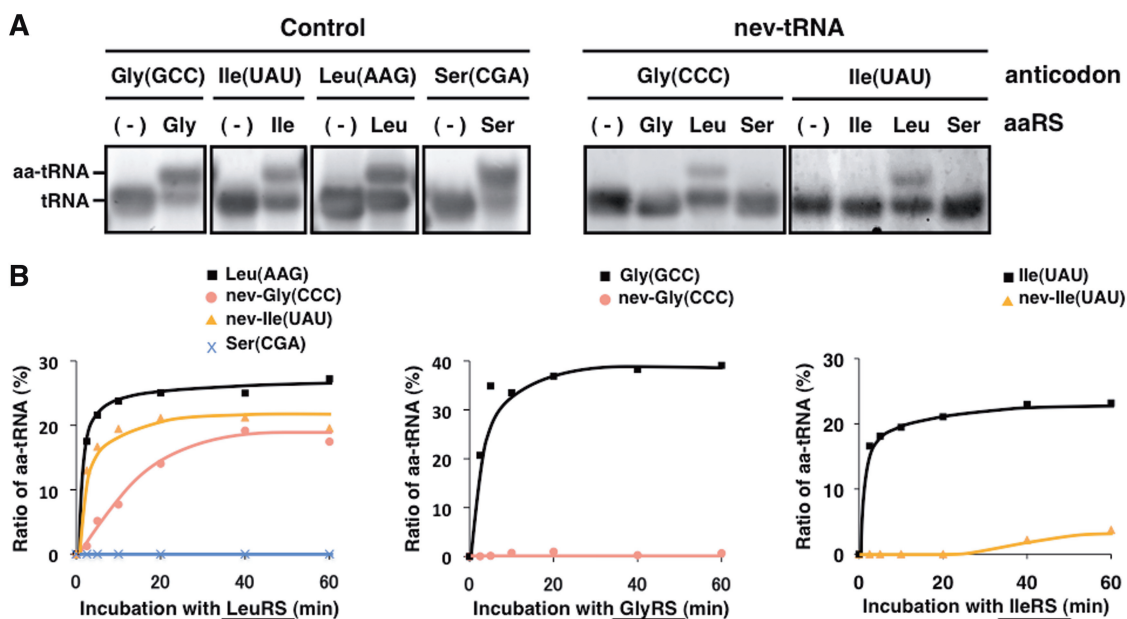 A
Control nev-tRNA
Gly(GCC) Ile(UAU) Leu(AAG) Ser(CGA) Gly(CCC) Ile(UAU) anticodon
(-) Gly (-) Ile (-) Leu (-) Ser (-) Gly Leu Ser (-) Ile Leu Ser aaRS
aa-tRNA
tRNA
B
Leu(AAG)
nev-Gly(CCC)
nev-Ile(UAU)
Ser(CGA)
Gly(GCC)
nev-Gly(CCC)
Ile(UAU)
nev-Ile(UAU)
Ratio of aa-tRNA (%)
30
20
10
0
0 20 40 60
Incubation with LeuRS (min)
Ratio of aa-tRNA (%)
40
30
20
10
0
0 20 40 60
Incubation with GlyRS (min)
Ratio of aa-tRNA (%)
30
20
10
0
0 20 40 60
Incubation with IleRS (min)